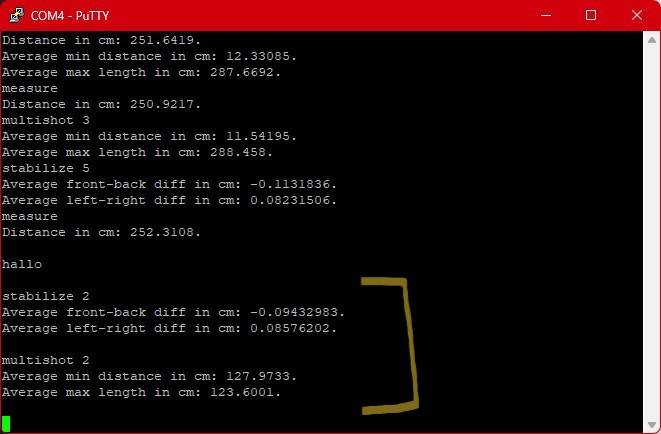 COM4 - PuTTY
Distance in cm: 251.6419.
Average min distance in cm: 12.33085.
Average max length in cm: 287.6692.
measure
Distance in cm: 250.9217.
multishot 3
Average min distance in cm: 11.54195.
Average max length in cm: 288.458.
stabilize 5
Average front-back diff in cm: -0.1131836.
Average left-right diff in cm: 0.08231506.
measure
Distance in cm: 252.3108.
hallo
stabilize 2
Average front-back diff in cm: -0.09432983.
Average left-right diff in cm: 0.08576202.
multishot 2
Average min distance in cm: 127.9733.
Average max length in cm: 123.6001.